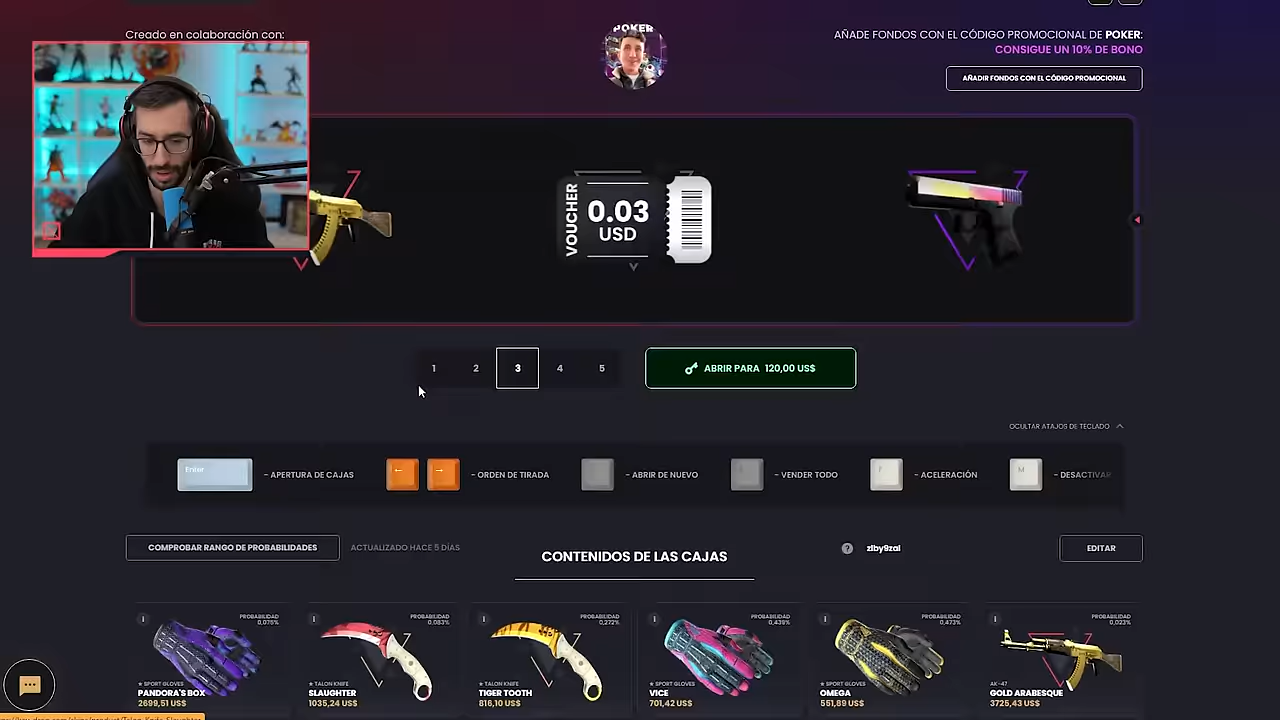 Creado en colaboración con:
POKER
AÑADE FONDOS CON EL CÓDIGO PROMOCIONAL DE POKER:
CONSIGUE UN 10% DE BONO
AÑADIR FONDOS CON EL CÓDIGO PROMOCIONAL
VOUCHER
0.03
USD
1 2 3 4 5
ABRIR PARA 120,00 US$
OCULTAR ATAJOS DE TECLADO
Enter - APERTURA DE CAJAS
← → - ORDEN DE TIRADA
- ABRIR DE NUEVO
- VENDER TODO
F - ACELERACIÓN
M - DESACTIVAR
COMPROBAR RANGO DE PROBABILIDADES
ACTUALIZADO HACE 5 DÍAS
CONTENIDOS DE LAS CAJAS
EDITAR
PROBABILIDAD
0,075%
★ SPORT GLOVES
PANDORA'S BOX
2699,51 US$
PROBABILIDAD
0,083%
★ TALON KNIFE
SLAUGHTER
1035,24 US$
PROBABILIDAD
0,272%
★ TALON KNIFE
TIGER TOOTH
816,10 US$
PROBABILIDAD
0,439%
★ SPORT GLOVES
VICE
701,42 US$
PROBABILIDAD
0,473%
★ SPORT GLOVES
OMEGA
551,89 US$
PROBABILIDAD
0,023%
AK-47
GOLD ARABESQUE
3725,43 US$